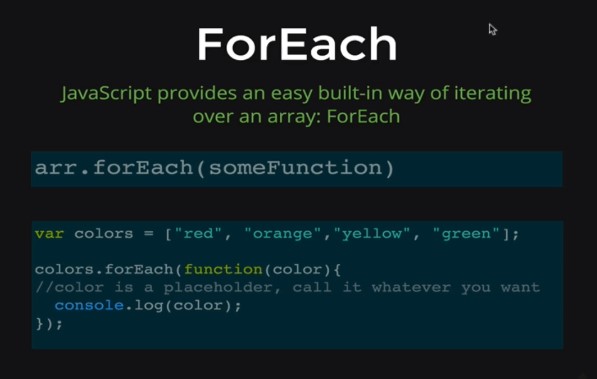 ForEach
JavaScript provides an easy built-in way of iterating
over an array: ForEach
arr.forEach(someFunction)
var colors = ["red", "orange","yellow", "green"];
colors.forEach(function(color){
//color is a placeholder, call it whatever you want
console.log(color);
});